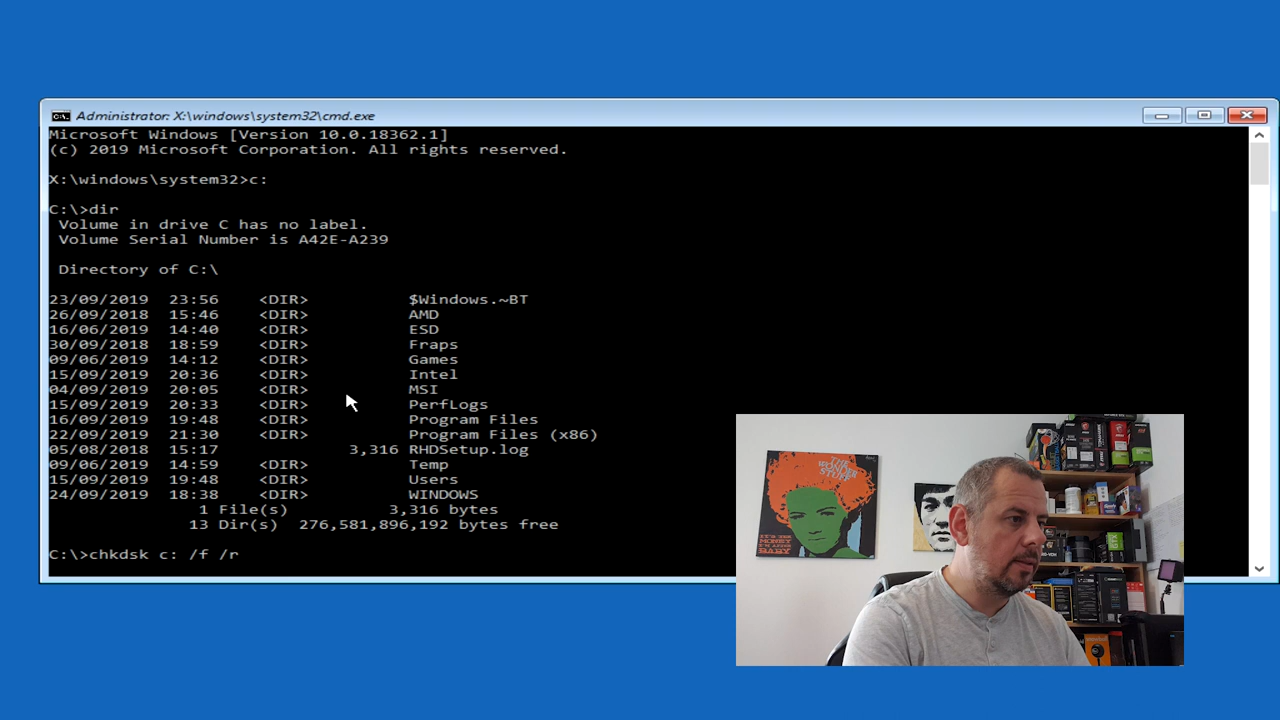 Administrator: X:\windows\system32\cmd.exe
Microsoft Windows [Version 10.0.18362.1]
(c) 2019 Microsoft Corporation. All rights reserved.
X:\windows\system32>c:
C:\>dir
Volume in drive C has no label.
Volume Serial Number is A42E-A239
Directory of C:\
23/09/2019 23:56 <DIR> $Windows.~BT
26/09/2018 15:46 <DIR> AMD
16/06/2019 14:40 <DIR> ESD
30/09/2018 18:59 <DIR> Fraps
09/06/2019 14:12 <DIR> Games
15/09/2019 20:36 <DIR> Intel
04/09/2019 20:05 <DIR> MSI
15/09/2019 20:33 <DIR> PerfLogs
16/09/2019 19:48 <DIR> Program Files
22/09/2019 21:30 <DIR> Program Files (x86)
05/08/2018 15:17 3,316 RHDSetup.log
09/06/2019 14:59 <DIR> Temp
15/09/2019 19:48 <DIR> Users
24/09/2019 18:38 <DIR> WINDOWS
1 File(s) 3,316 bytes
13 Dir(s) 276,581,896,192 bytes free
C:\>chkdsk c: /f /r
THE
WONDER
STUFF
IT'S YER
MONEY
I'M AFTER
BABY